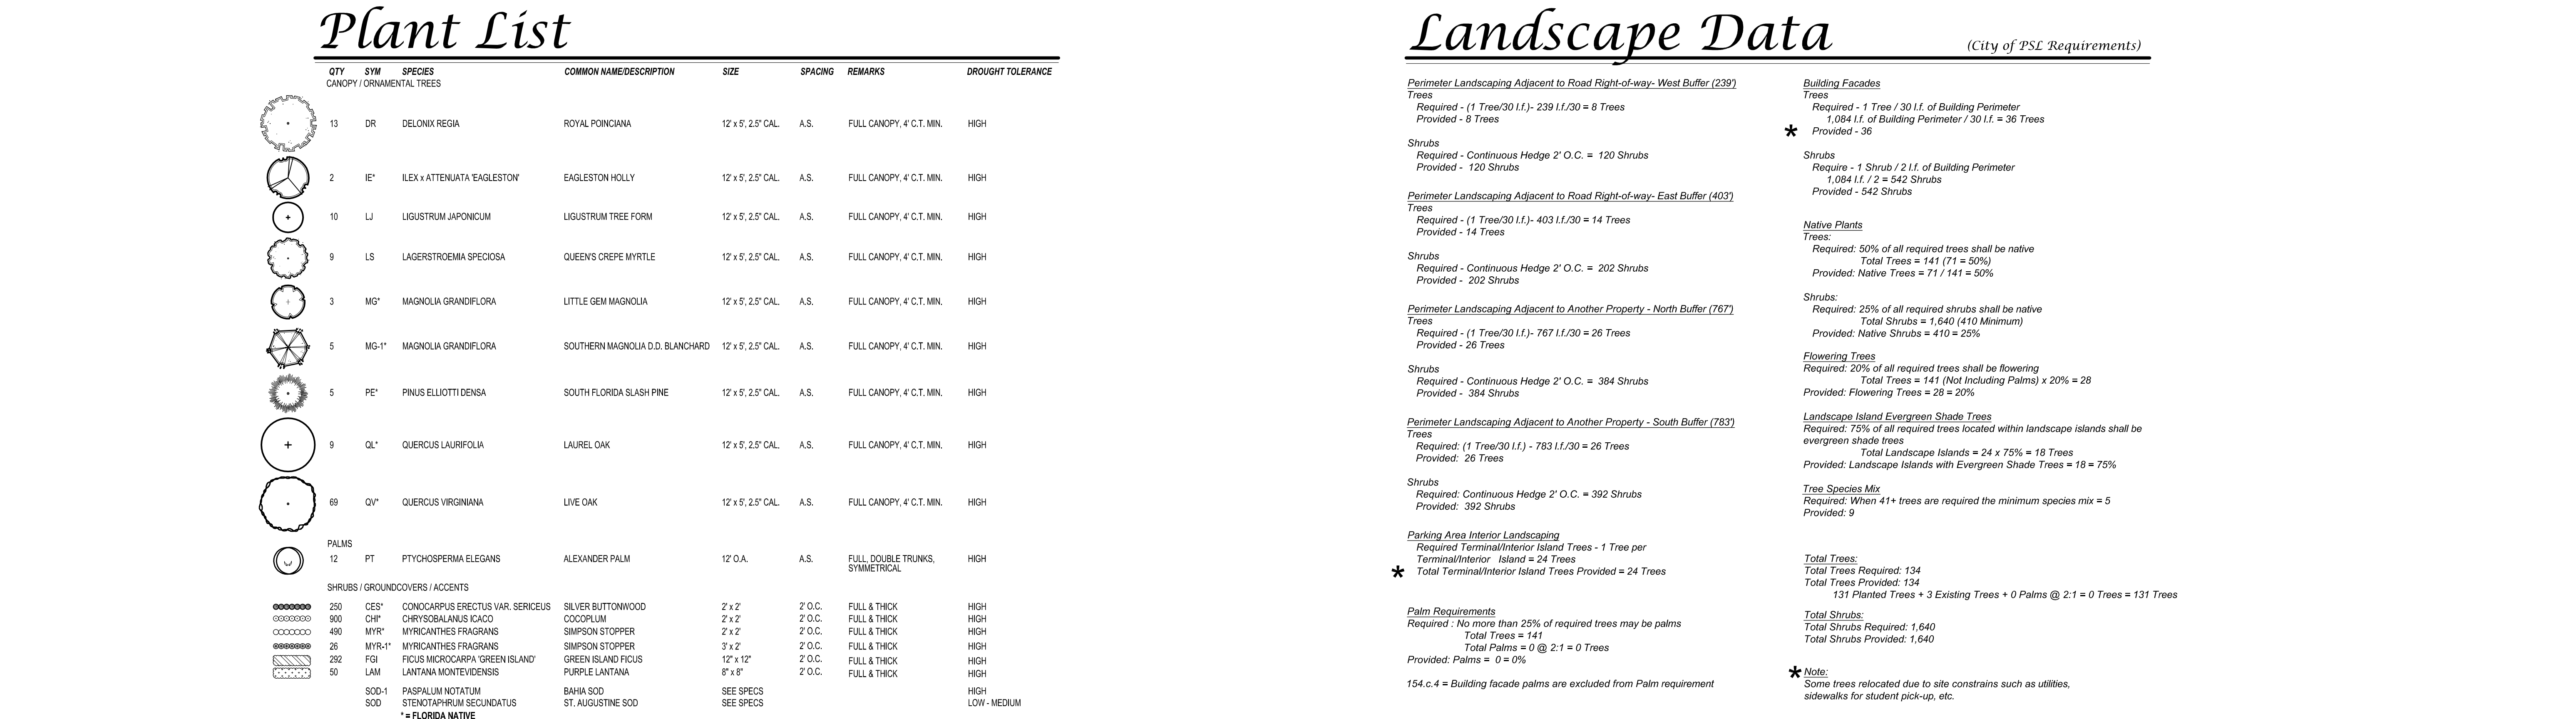 Plant List
QTY SYM SPECIES COMMON NAME/DESCRIPTION SIZE SPACING REMARKS DROUGHT TOLERANCE
CANOPY / ORNAMENTAL TREES
13 DR DELONIX REGIA ROYAL POINCIANA 12' x 5', 2.5" CAL. A.S. FULL CANOPY, 4' C.T. MIN. HIGH
2 IE* ILEX x ATTENUATA 'EAGLESTON' EAGLESTON HOLLY 12' x 5', 2.5" CAL. A.S. FULL CANOPY, 4' C.T. MIN. HIGH
10 LJ LIGUSTRUM JAPONICUM LIGUSTRUM TREE FORM 12' x 5', 2.5" CAL. A.S. FULL CANOPY, 4' C.T. MIN. HIGH
9 LS LAGERSTROEMIA SPECIOSA QUEEN'S CREPE MYRTLE 12' x 5', 2.5" CAL. A.S. FULL CANOPY, 4' C.T. MIN. HIGH
3 MG* MAGNOLIA GRANDIFLORA LITTLE GEM MAGNOLIA 12' x 5', 2.5" CAL. A.S. FULL CANOPY, 4' C.T. MIN. HIGH
5 MG-1* MAGNOLIA GRANDIFLORA SOUTHERN MAGNOLIA D.D. BLANCHARD 12' x 5', 2.5" CAL. A.S. FULL CANOPY, 4' C.T. MIN. HIGH
5 PE* PINUS ELLIOTTI DENSA SOUTH FLORIDA SLASH PINE 12' x 5', 2.5" CAL. A.S. FULL CANOPY, 4' C.T. MIN. HIGH
9 QL* QUERCUS LAURIFOLIA LAUREL OAK 12' x 5', 2.5" CAL. A.S. FULL CANOPY, 4' C.T. MIN. HIGH
69 QV* QUERCUS VIRGINIANA LIVE OAK 12' x 5', 2.5" CAL. A.S. FULL CANOPY, 4' C.T. MIN. HIGH
PALMS
12 PT PTYCHOSPERMA ELEGANS ALEXANDER PALM 12' O.A. A.S. FULL, DOUBLE TRUNKS, HIGH
SYMMETRICAL
SHRUBS / GROUNDCOVERS / ACCENTS
250 CES* CONOCARPUS ERECTUS VAR. SERICEUS SILVER BUTTONWOOD 2' x 2' 2' O.C. FULL & THICK HIGH
900 CHI* CHRYSOBALANUS ICACO COCOPLUM 2' x 2' 2' O.C. FULL & THICK HIGH
490 MYR* MYRICANTHES FRAGRANS SIMPSON STOPPER 2' x 2' 2' O.C. FULL & THICK HIGH
26 MYR-1* MYRICANTHES FRAGRANS SIMPSON STOPPER 3' x 2' 2' O.C. FULL & THICK HIGH
292 FGI FICUS MICROCARPA 'GREEN ISLAND' GREEN ISLAND FICUS 12" x 12" 2' O.C. FULL & THICK HIGH
50 LAM LANTANA MONTEVIDENSIS PURPLE LANTANA 8" x 8" 2' O.C. FULL & THICK HIGH
SOD-1 PASPALUM NOTATUM BAHIA SOD SEE SPECS HIGH
SOD STENOTAPHRUM SECUNDATUS ST. AUGUSTINE SOD SEE SPECS LOW - MEDIUM
* = FLORIDA NATIVE
Landscape Data (City of PSL Requirements)
Perimeter Landscaping Adjacent to Road Right-of-way- West Buffer (239')
Trees
Required - (1 Tree/30 l.f.)- 239 l.f./30 = 8 Trees
Provided - 8 Trees
Shrubs
Required - Continuous Hedge 2' O.C. = 120 Shrubs
Provided - 120 Shrubs
Perimeter Landscaping Adjacent to Road Right-of-way- East Buffer (403')
Trees
Required - (1 Tree/30 l.f.)- 403 l.f./30 = 14 Trees
Provided - 14 Trees
Shrubs
Required - Continuous Hedge 2' O.C. = 202 Shrubs
Provided - 202 Shrubs
Perimeter Landscaping Adjacent to Another Property - North Buffer (767')
Trees
Required - (1 Tree/30 l.f.)- 767 l.f./30 = 26 Trees
Provided - 26 Trees
Shrubs
Required - Continuous Hedge 2' O.C. = 384 Shrubs
Provided - 384 Shrubs
Perimeter Landscaping Adjacent to Another Property - South Buffer (783')
Trees
Required: (1 Tree/30 l.f.) - 783 l.f./30 = 26 Trees
Provided: 26 Trees
Shrubs
Required: Continuous Hedge 2' O.C. = 392 Shrubs
Provided: 392 Shrubs
Parking Area Interior Landscaping
Required Terminal/Interior Island Trees - 1 Tree per
Terminal/Interior Island = 24 Trees
* Total Terminal/Interior Island Trees Provided = 24 Trees
Palm Requirements
Required : No more than 25% of required trees may be palms
Total Trees = 141
Total Palms = 0 @ 2:1 = 0 Trees
Provided: Palms = 0 = 0%
154.c.4 = Building facade palms are excluded from Palm requirement
Building Facades
Trees
Required - 1 Tree / 30 l.f. of Building Perimeter
1,084 l.f. of Building Perimeter / 30 l.f. = 36 Trees
* Provided - 36
Shrubs
Require - 1 Shrub / 2 l.f. of Building Perimeter
1,084 l.f. / 2 = 542 Shrubs
Provided - 542 Shrubs
Native Plants
Trees:
Required: 50% of all required trees shall be native
Total Trees = 141 (71 = 50%)
Provided: Native Trees = 71 / 141 = 50%
Shrubs:
Required: 25% of all required shrubs shall be native
Total Shrubs = 1,640 (410 Minimum)
Provided: Native Shrubs = 410 = 25%
Flowering Trees
Required: 20% of all required trees shall be flowering
Total Trees = 141 (Not Including Palms) x 20% = 28
Provided: Flowering Trees = 28 = 20%
Landscape Island Evergreen Shade Trees
Required: 75% of all required trees located within landscape islands shall be
evergreen shade trees
Total Landscape Islands = 24 x 75% = 18 Trees
Provided: Landscape Islands with Evergreen Shade Trees = 18 = 75%
Tree Species Mix
Required: When 41+ trees are required the minimum species mix = 5
Provided: 9
Total Trees:
Total Trees Required: 134
Total Trees Provided: 134
131 Planted Trees + 3 Existing Trees + 0 Palms @ 2:1 = 0 Trees = 131 Trees
Total Shrubs:
Total Shrubs Required: 1,640
Total Shrubs Provided: 1,640
* Note:
Some trees relocated due to site constrains such as utilities,
sidewalks for student pick-up, etc.